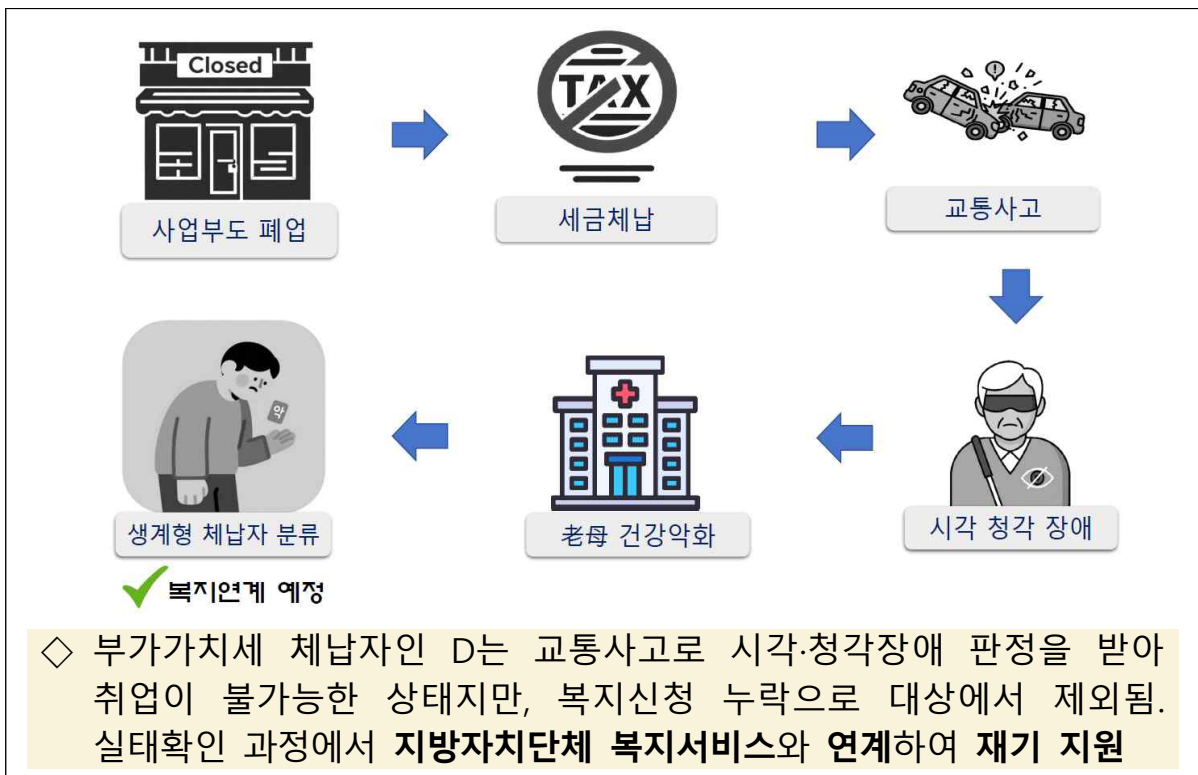 Closed
TAX
사업부도 폐업
세금체납
교통사고
시각 청각 장애
老母 건강악화
약
생계형 체납자 분류
복지연계 예정
◇ 부가가치세 체납자인 D는 교통사고로 시각·청각장애 판정을 받아
취업이 불가능한 상태지만, 복지신청 누락으로 대상에서 제외됨.
실태확인 과정에서 지방자치단체 복지서비스와 연계하여 재기 지원